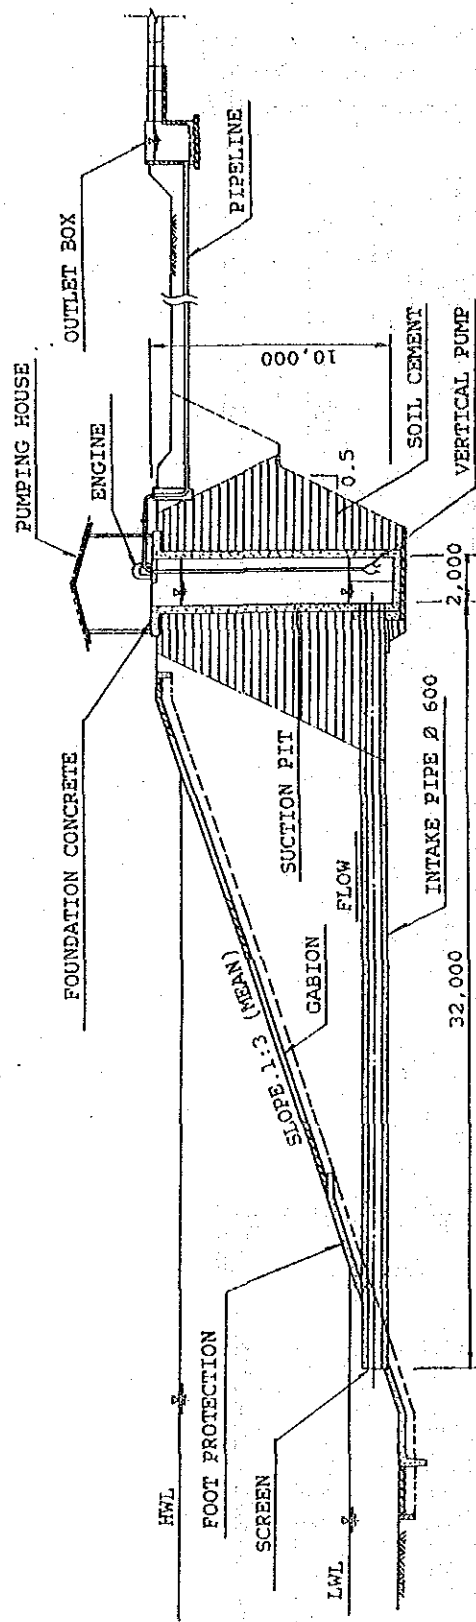 PUMPING HOUSE
OUTLET BOX
ENGINE
FOUNDATION CONCRETE
PIPELINE
10,000
SOIL CEMENT
VERTICAL PUMP
0.5
2,000
HWL
SLOPE.1:3 (MEAN)
GABION
SUCTION PIT
FLOW
INTAKE PIPE Ø 600
32,000
FOOT PROTECTION
SCREEN
LWL